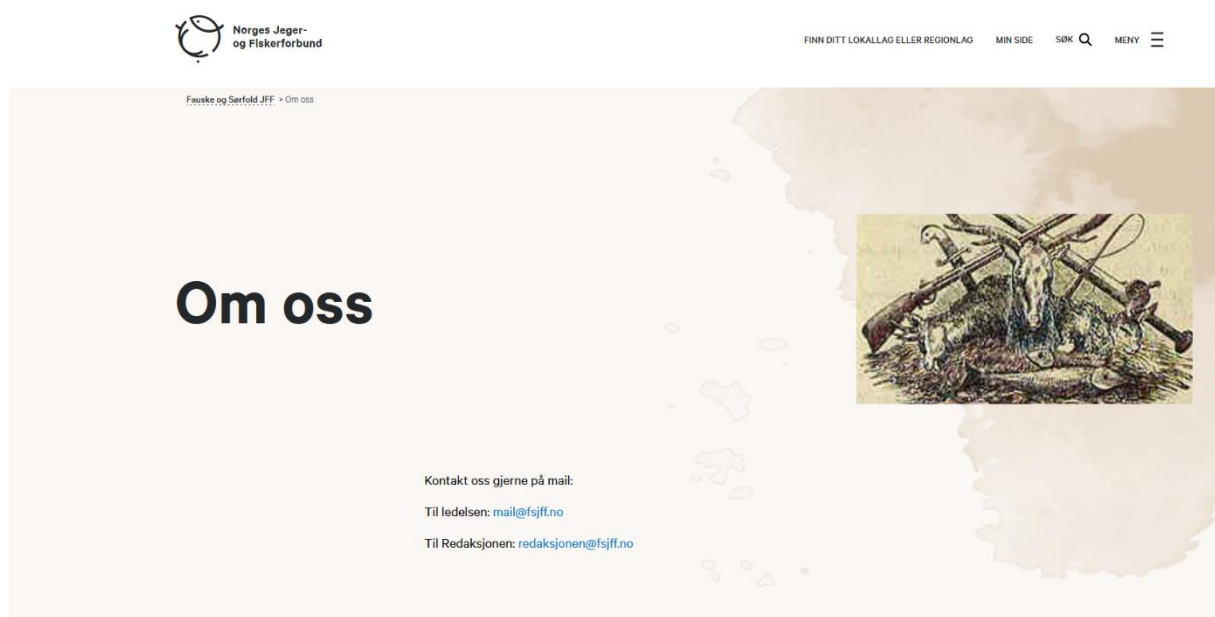 Norges Jeger-
og Fiskerforbund
FINN DITT LOKALLAG ELLER REGIONLAG MIN SIDE SØK MENY
Fauske og Sørfold JFF > Om oss
Om oss
Kontakt oss gjerne på mail:
Til ledelsen: mail@fsjff.no
Til Redaksjonen: redaksjonen@fsjff.no